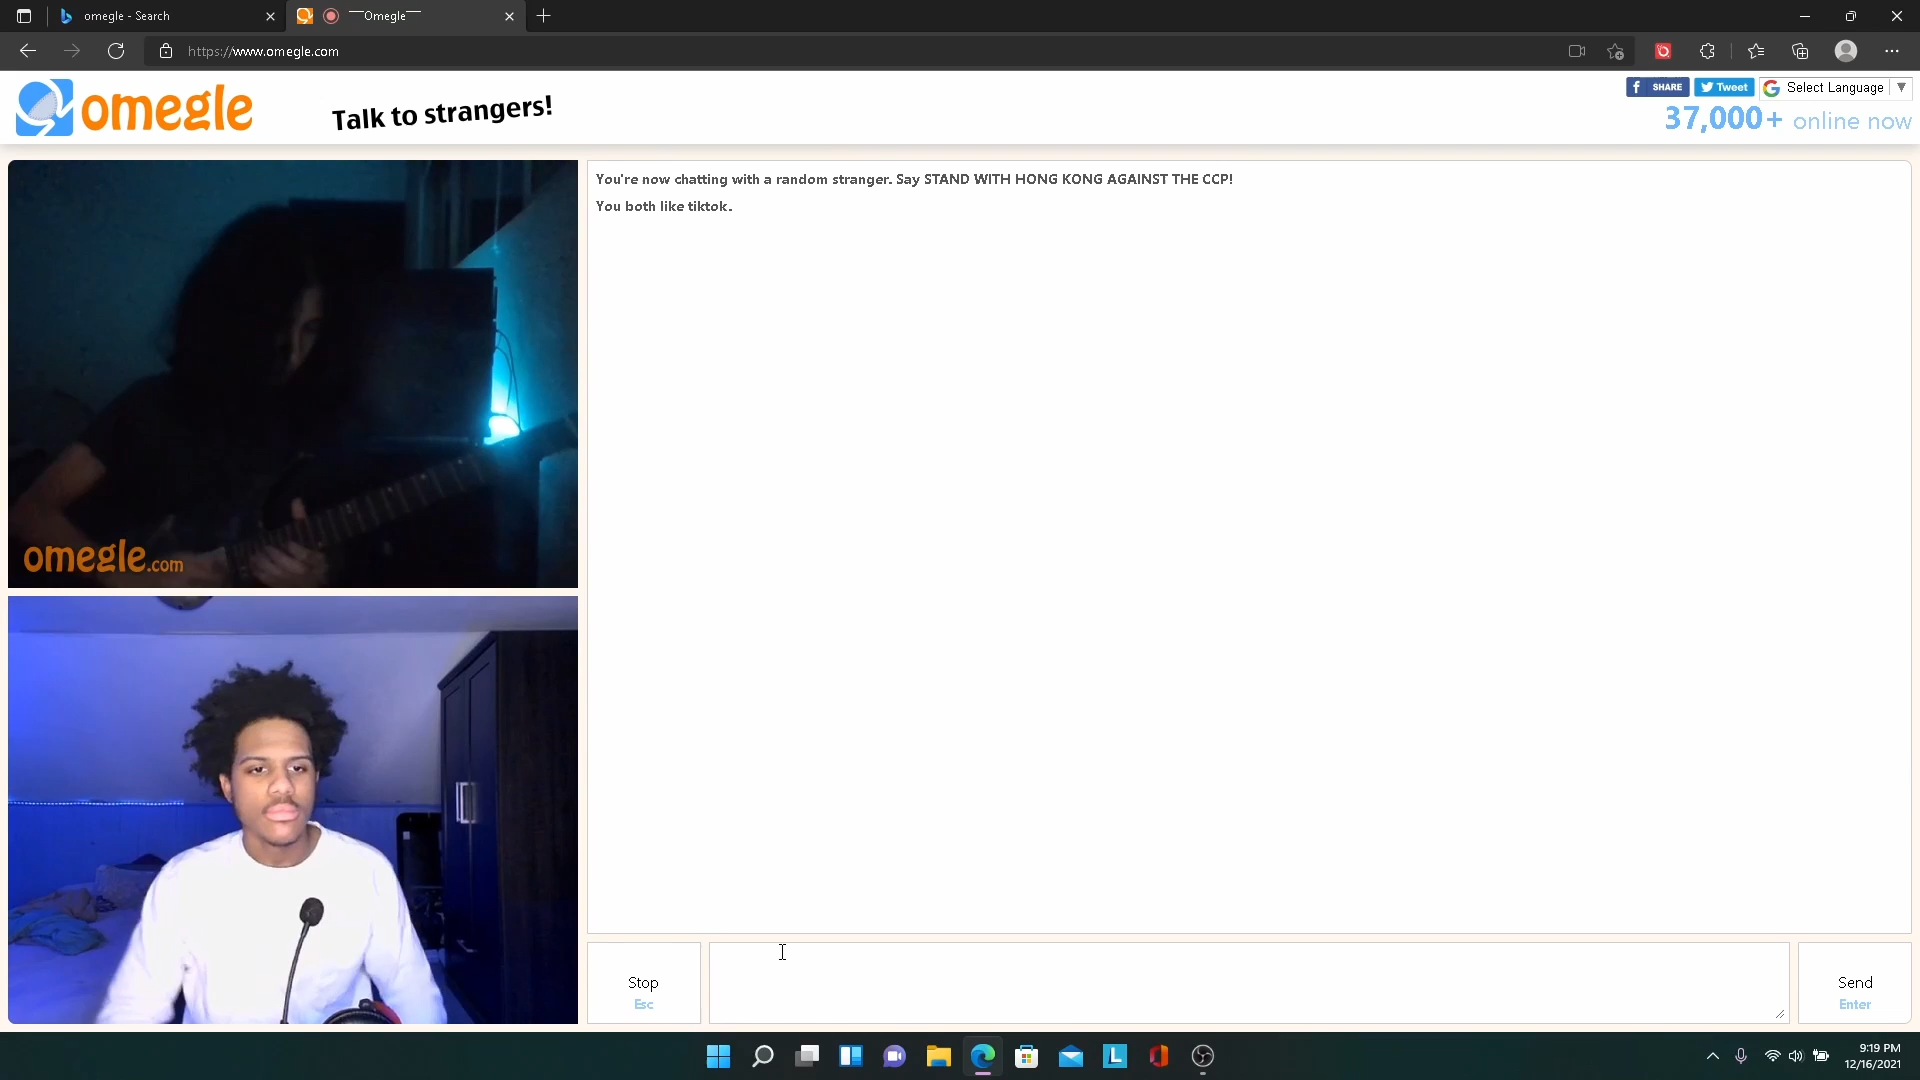 omegle - Search
Omegle
https://www.omegle.com
omegle
Talk to strangers!
SHARE
Tweet
Select Language
37,000+ online now
You're now chatting with a random stranger. Say STAND WITH HONG KONG AGAINST THE CCP!
You both like tiktok.
omegle.com
Stop
Esc
Send
Enter
9:19 PM
12/16/2021